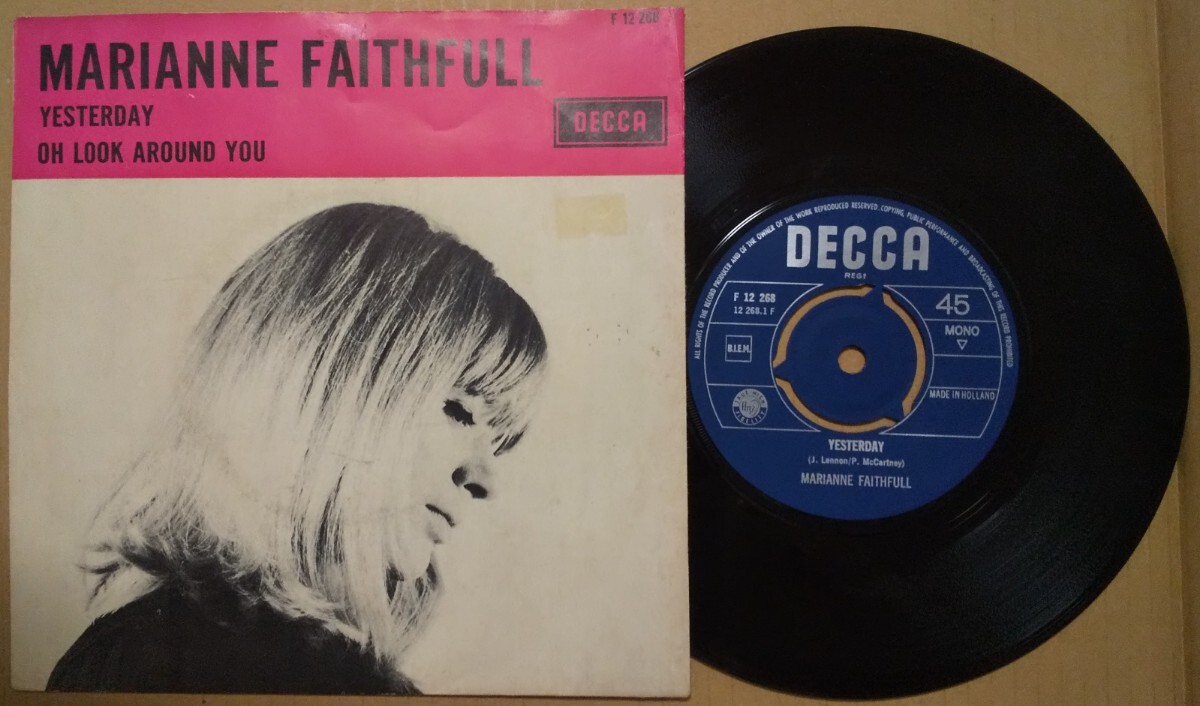 F 12 268
MARIANNE FAITHFULL
YESTERDAY
OH LOOK AROUND YOU
DECCA
ALL RIGHTS OF THE RECORD PRODUCER AND OF THE OWNER OF THE WORK REPRODUCED RESERVED. COPYING, PUBLIC PERFORMANCE AND BROADCASTING OF THIS RECORD PROHIBITED
DECCA
REGT
F 12 268
12 268.1 F
45
MONO
B.I.E.M.
MADE IN HOLLAND
YESTERDAY
(J. Lennon/P. McCartney)
MARIANNE FAITHFULL